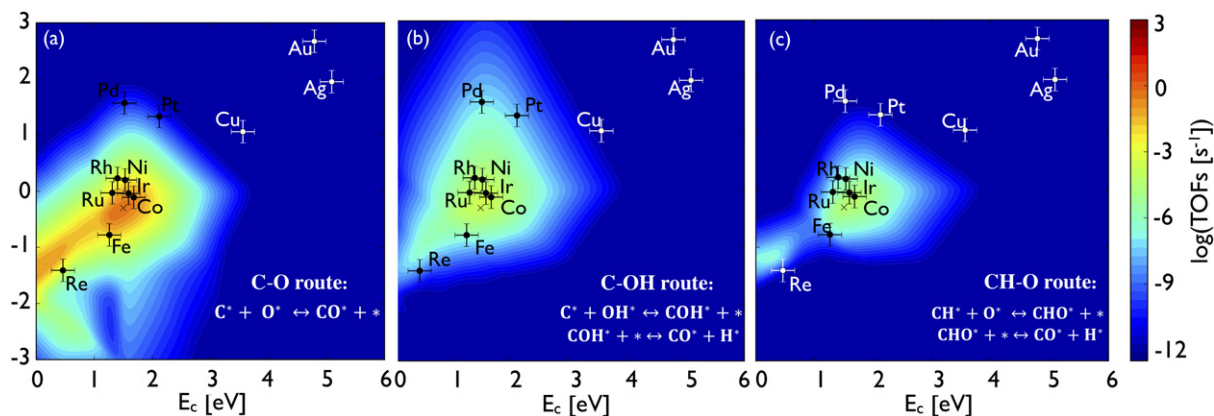 (a)
3
2
1
0
-1
-2
-3
Au
Ag
Pd
Pt
Cu
Rh
Ni
Ir
Ru
Co
Fe
Re
C-O route:
C* + O* ↔ CO* + *
0 1 2 3 4 5 6
E_c [eV]
(b)
Au
Ag
Pd
Pt
Cu
Rh
Ni
Ir
Ru
Co
Fe
Re
C-OH route:
C* + OH* ↔ COH* + *
COH* + * ↔ CO* + H*
0 1 2 3 4 5 6
E_c [eV]
(c)
Au
Ag
Pd
Pt
Cu
Rh
Ni
Ir
Ru
Co
Fe
Re
CH-O route:
CH* + O* ↔ CHO* + *
CHO* + * ↔ CO* + H*
0 1 2 3 4 5 6
E_c [eV]
3
0
-3
-6
-9
-12
log(TOFs [s⁻¹])